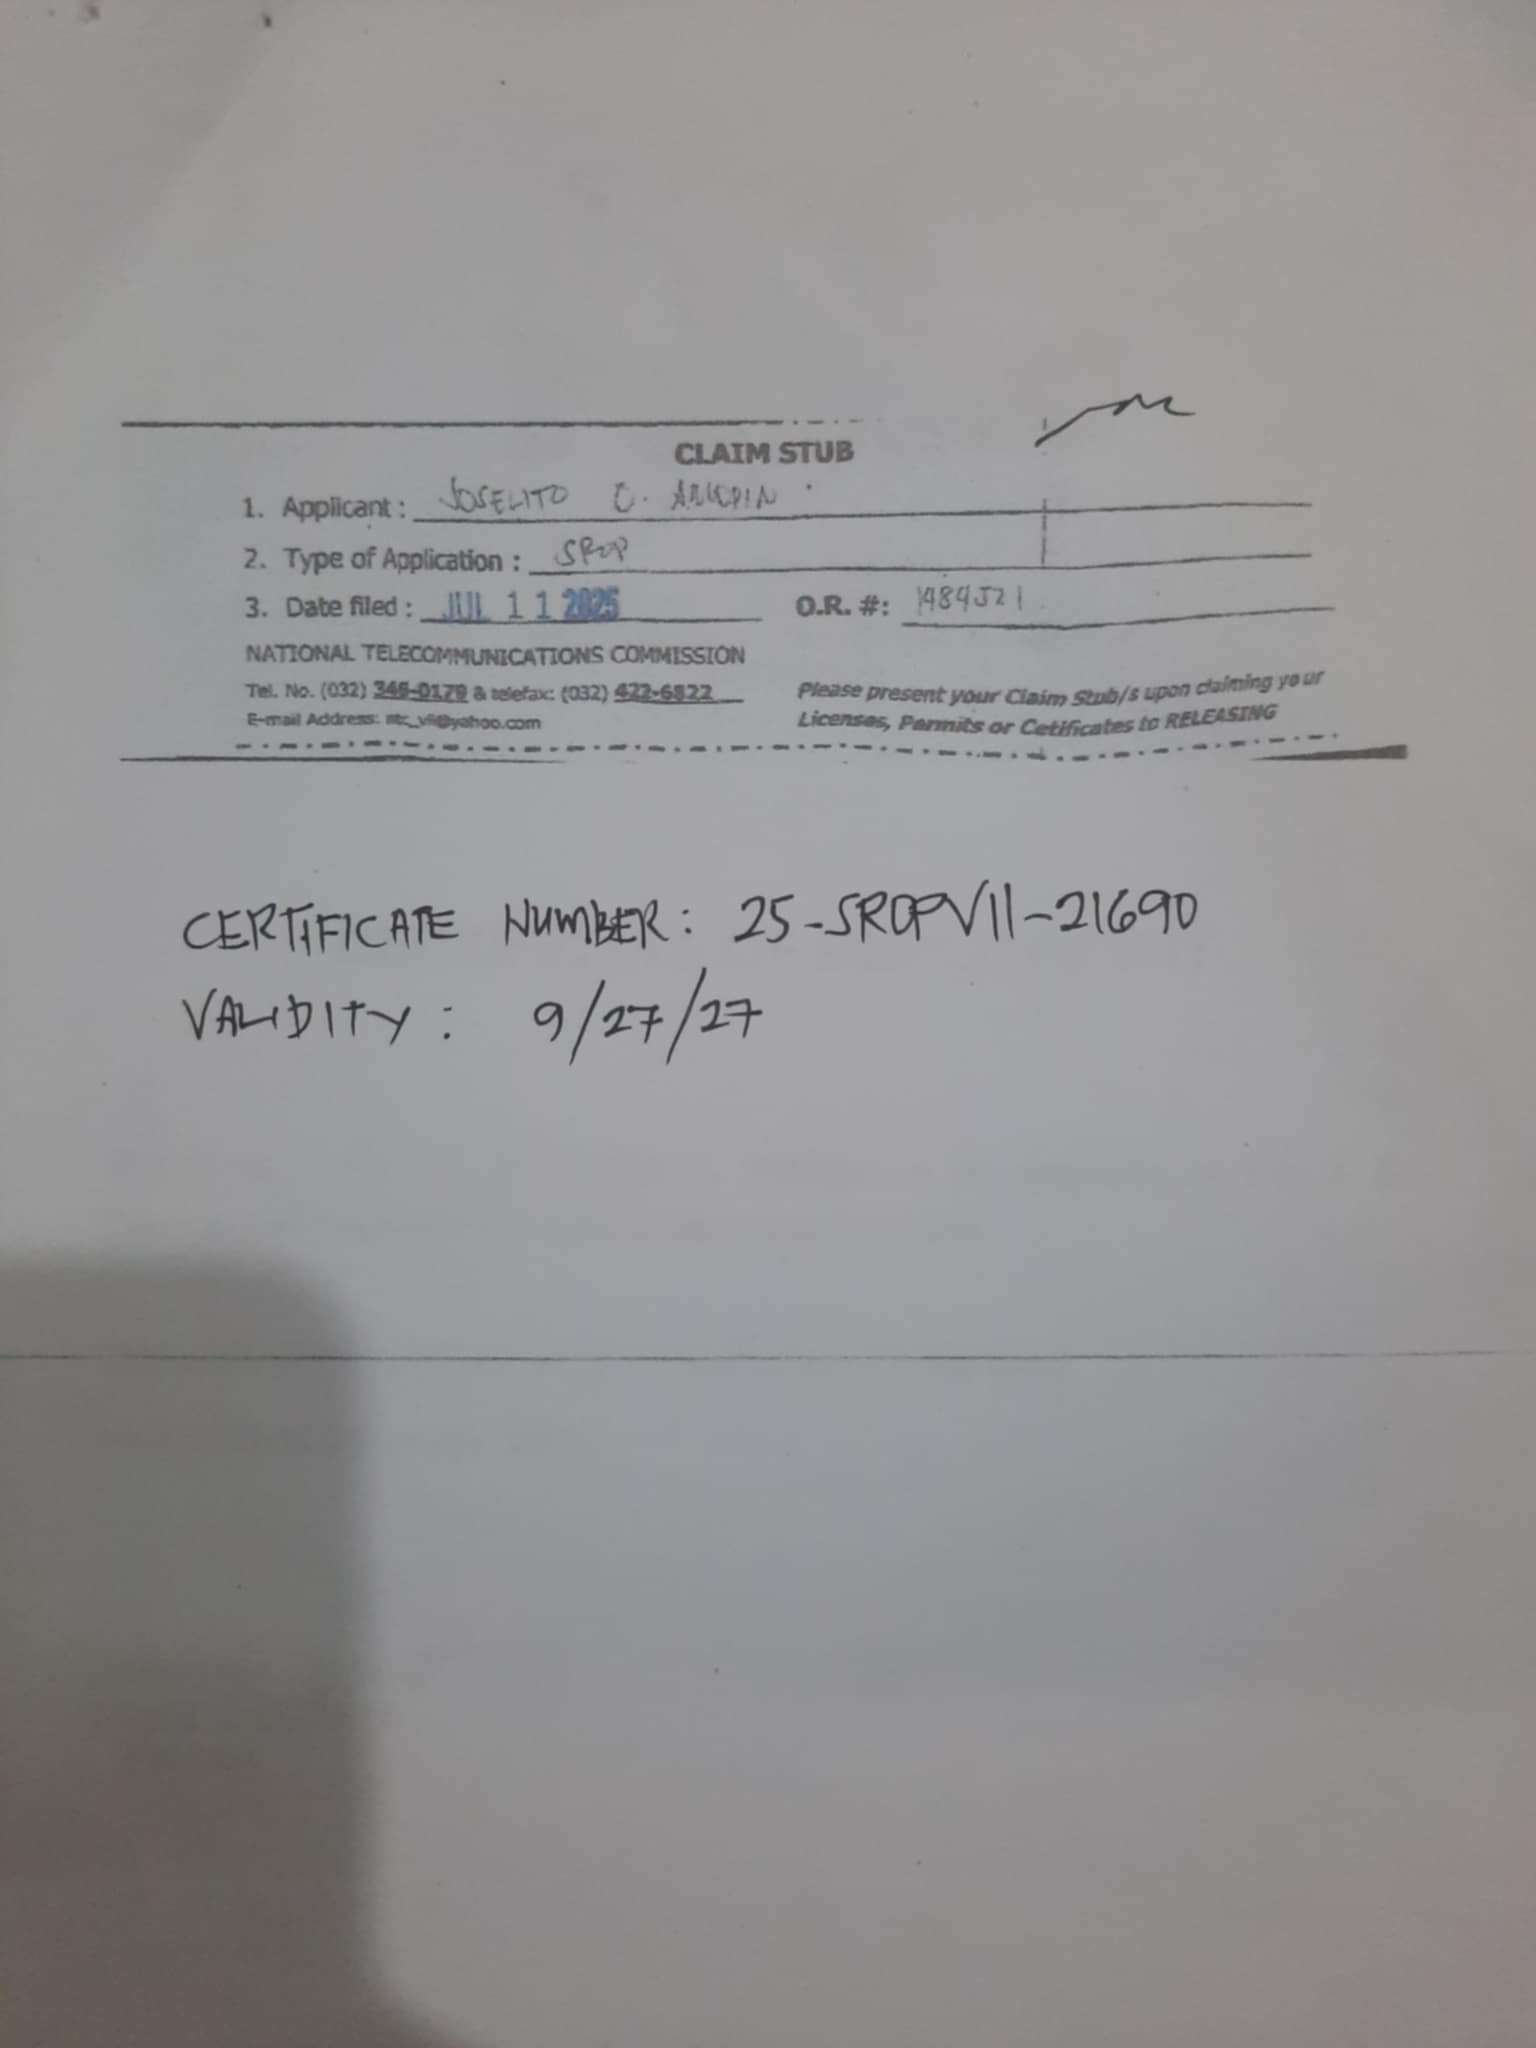 CLAIM STUB
1. Applicant : JOSELITO C.
2. Type of Application : SROP
3. Date filed : JUL 11 2025 O.R. #: 1484521
NATIONAL TELECOMMUNICATIONS COMMISSION
Tel. No. (032) 345-0179 & telefax: (032) 422-6822
E-mail Address: ntc_vii@yahoo.com
Please present your Claim Stub/s upon claiming your
Licenses, Permits or Cetificates to RELEASING
CERTIFICATE NUMBER: 25-SROPVII-21690
VALIDITY: 9/27/27